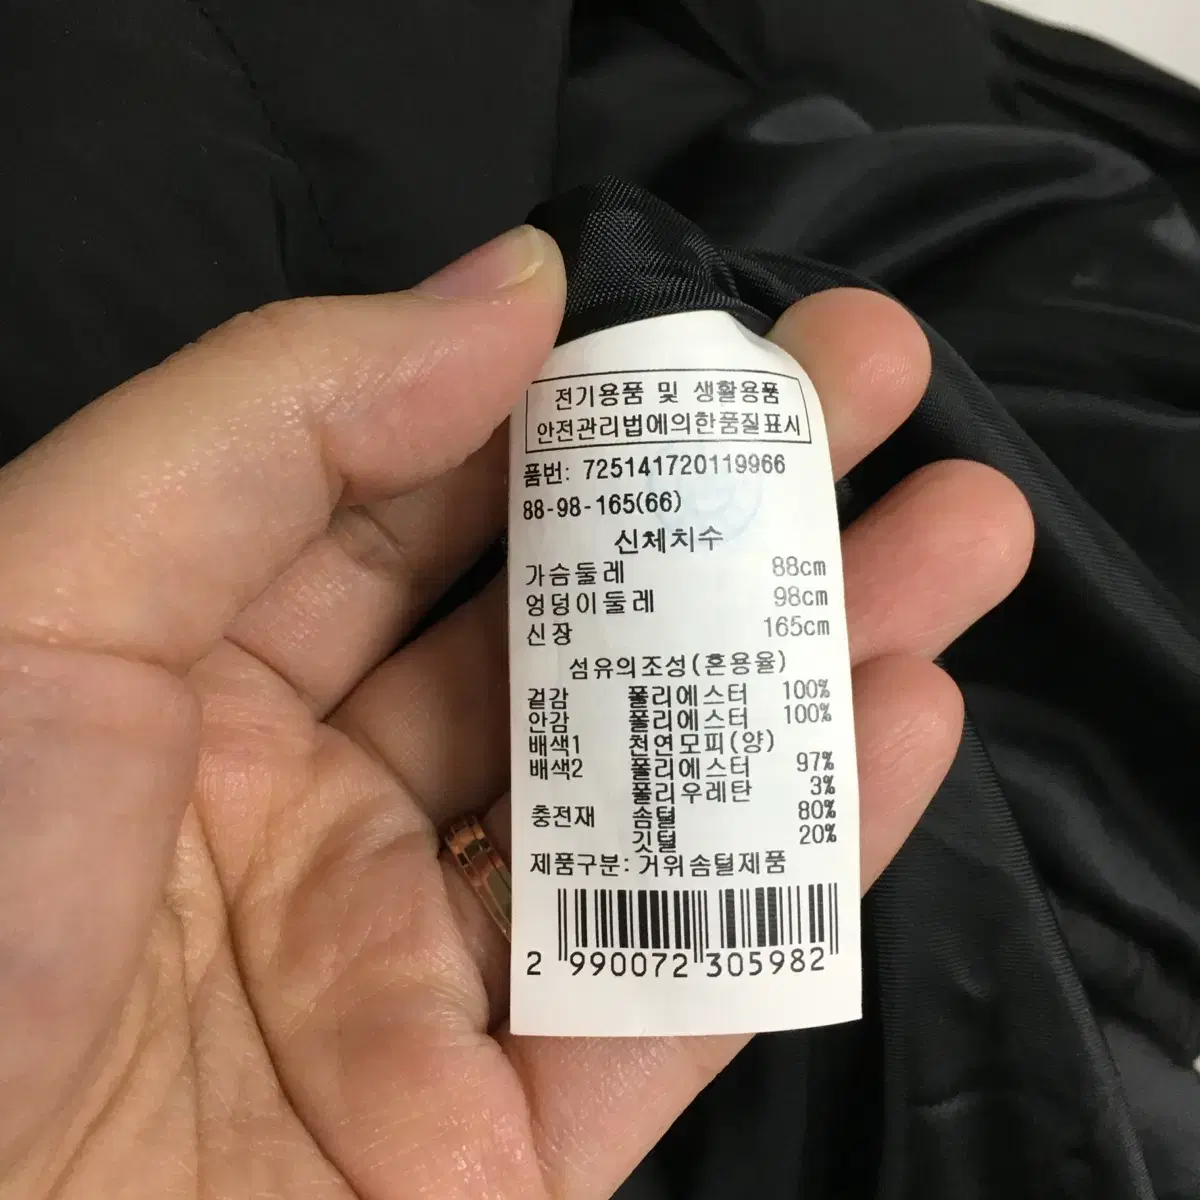 전기용품 및 생활용품
안전관리법에의한품질표시
품번: 725141720119966
88-98-165(66)
신체치수
가슴둘레 88cm
엉덩이둘레 98cm
신장 165cm
섬유의조성(혼용율)
겉감 폴리에스터 100%
안감 폴리에스터 100%
배색1 천연모피(양)
배색2 폴리에스터 97%
폴리우레탄 3%
충전재 솜털 80%
깃털 20%
제품구분: 거위솜털제품
2 990072 305982